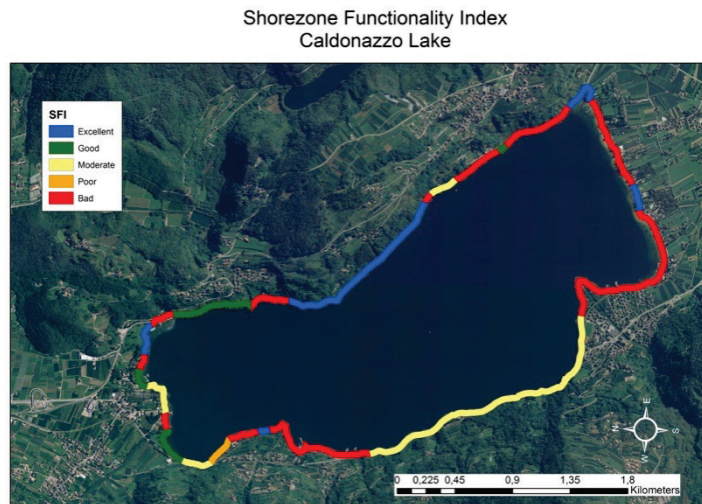 Shorezone Functionality Index
Caldonazzo Lake
SFI
Excellent
Good
Moderate
Poor
Bad
E
N
S
W
0 0,225 0,45 0,9 1,35 1,8
Kilometers